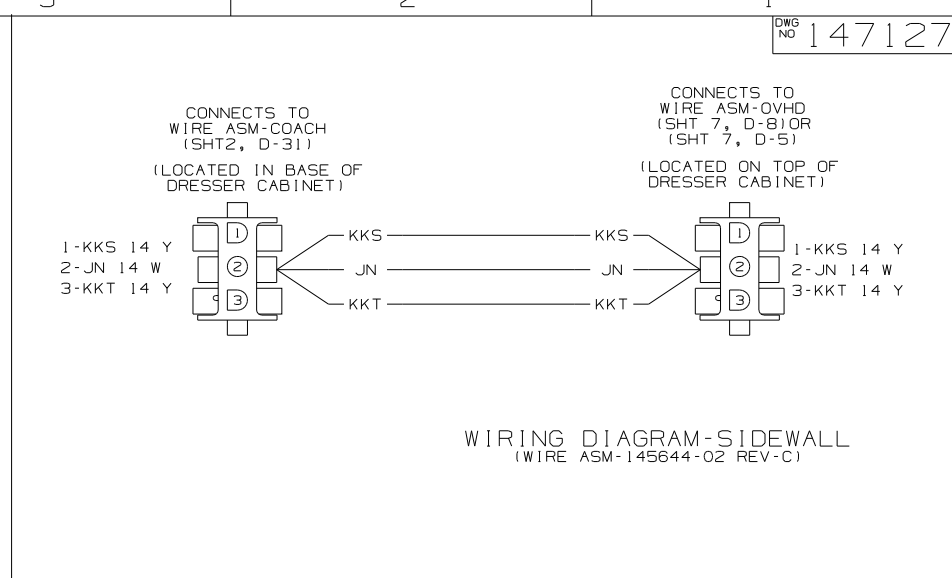 2
DWG
NO 147127
CONNECTS TO
WIRE ASM-COACH
(SHT2, D-31)
(LOCATED IN BASE OF
DRESSER CABINET)
CONNECTS TO
WIRE ASM-OVHD
(SHT 7, D-8)OR
(SHT 7, D-5)
(LOCATED ON TOP OF
DRESSER CABINET)
1-KKS 14 Y
2-JN 14 W
3-KKT 14 Y
1
2
3
KKS KKS
JN JN
KKT KKT
1
2
3
1-KKS 14 Y
2-JN 14 W
3-KKT 14 Y
WIRING DIAGRAM-SIDEWALL
(WIRE ASM-145644-02 REV-C)